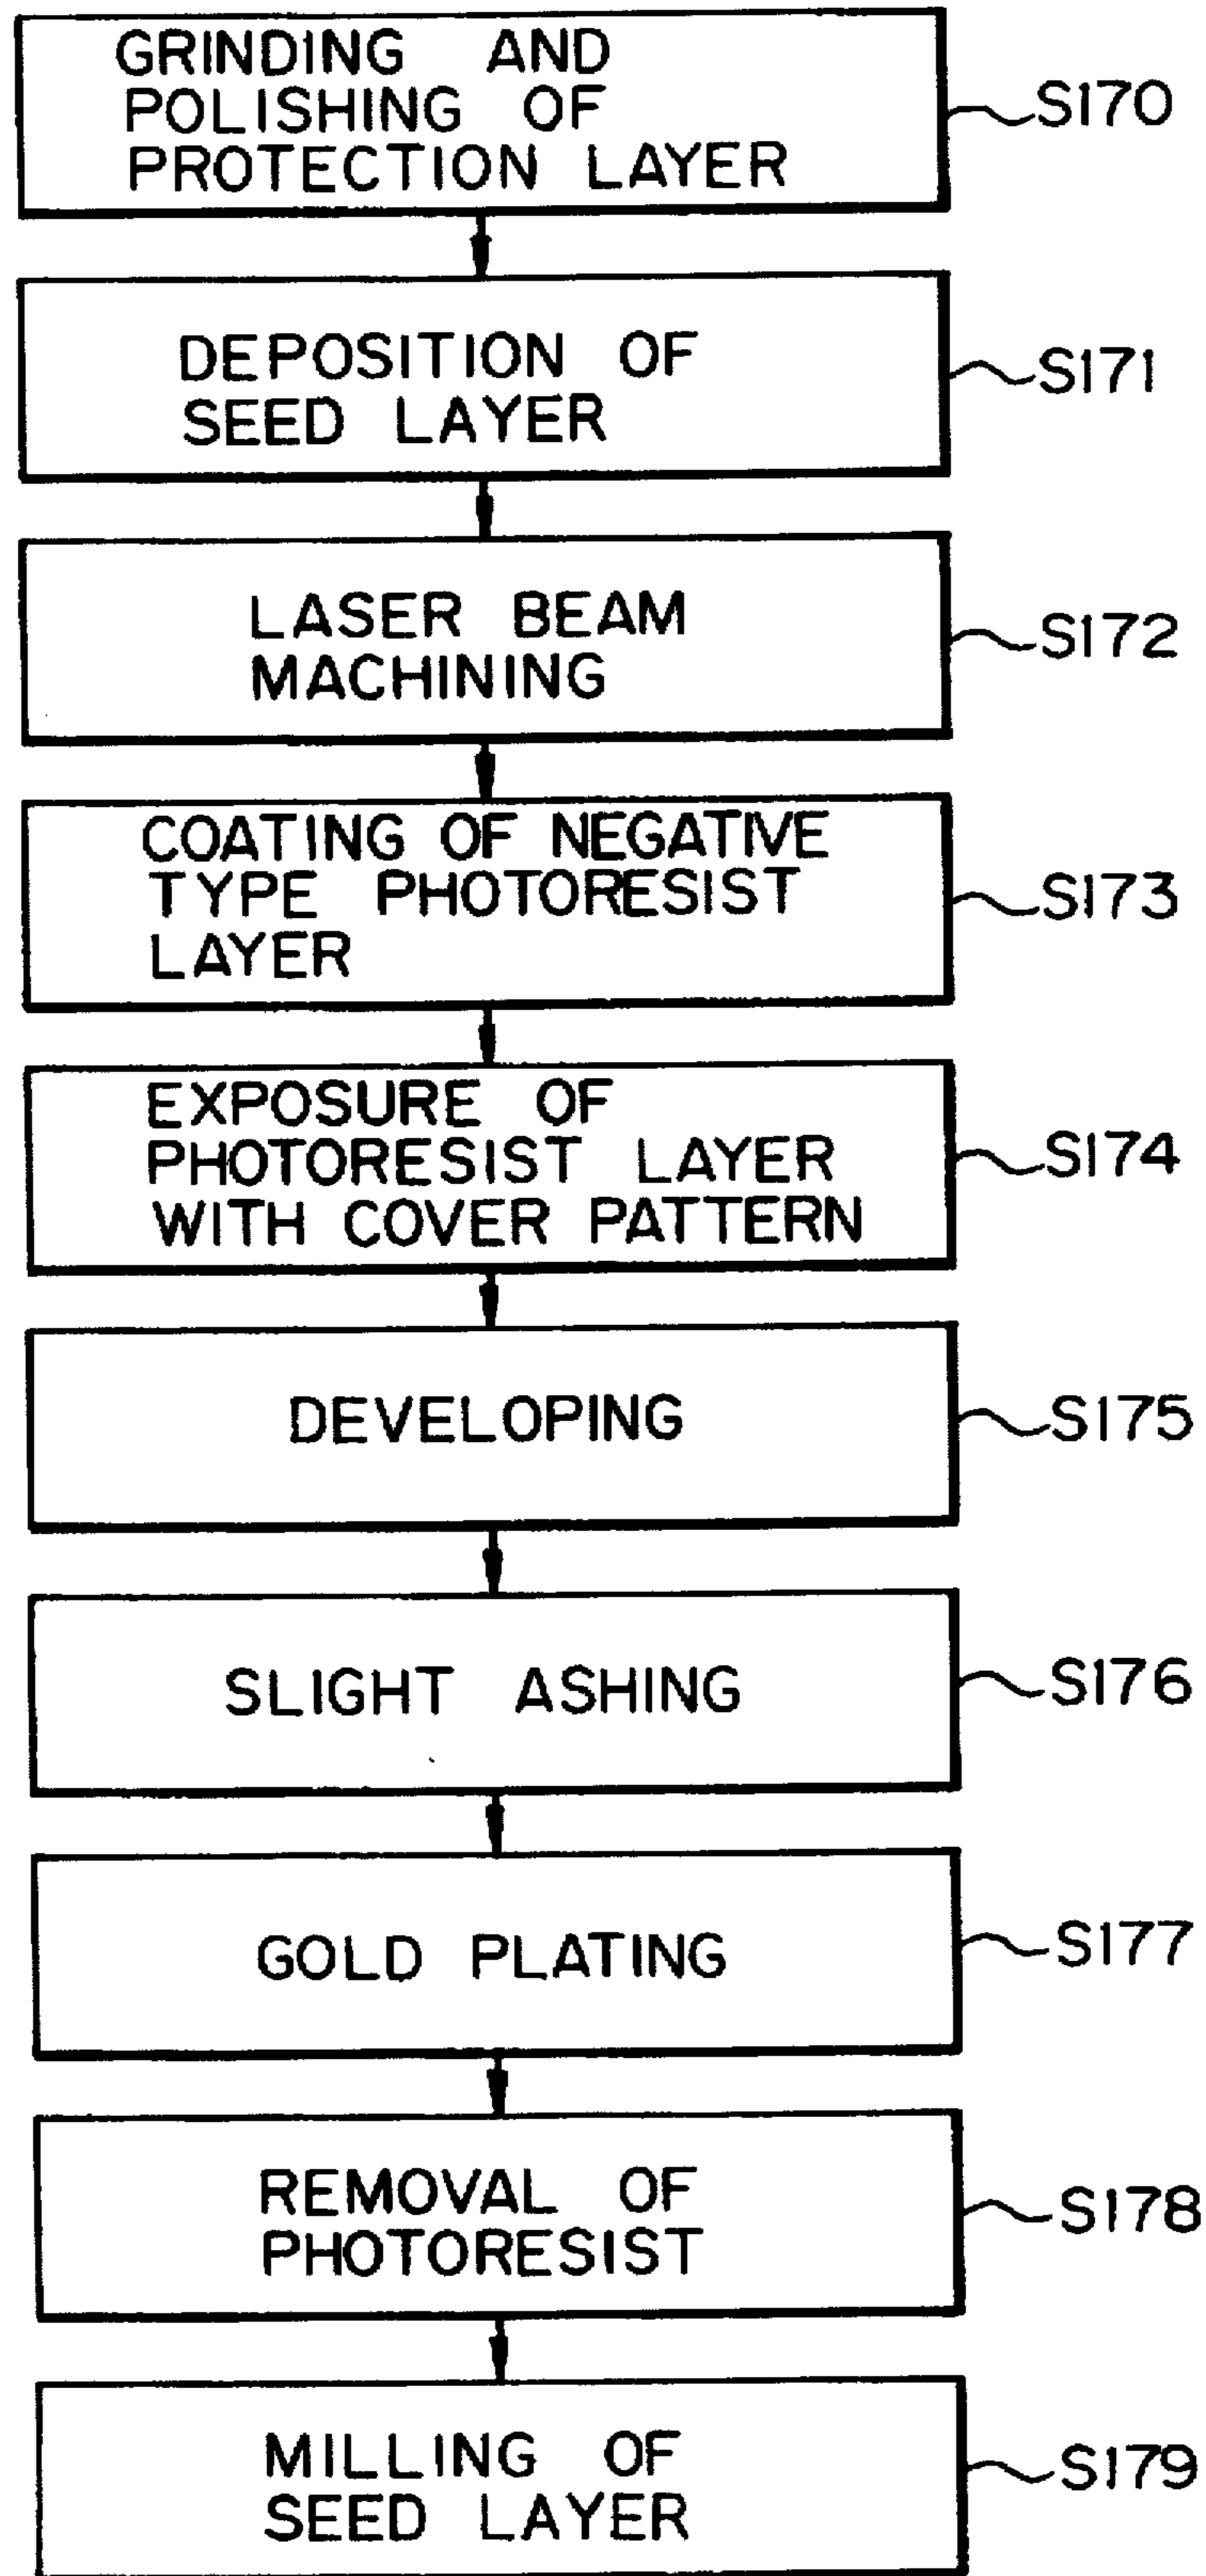 GRINDING AND
POLISHING OF
PROTECTION LAYER
S170
DEPOSITION OF
SEED LAYER
S171
LASER BEAM
MACHINING
S172
COATING OF NEGATIVE
TYPE PHOTORESIST
LAYER
S173
EXPOSURE OF
PHOTORESIST LAYER
WITH COVER PATTERN
S174
DEVELOPING
S175
SLIGHT ASHING
S176
GOLD PLATING
S177
REMOVAL OF
PHOTORESIST
S178
MILLING OF
SEED LAYER
S179